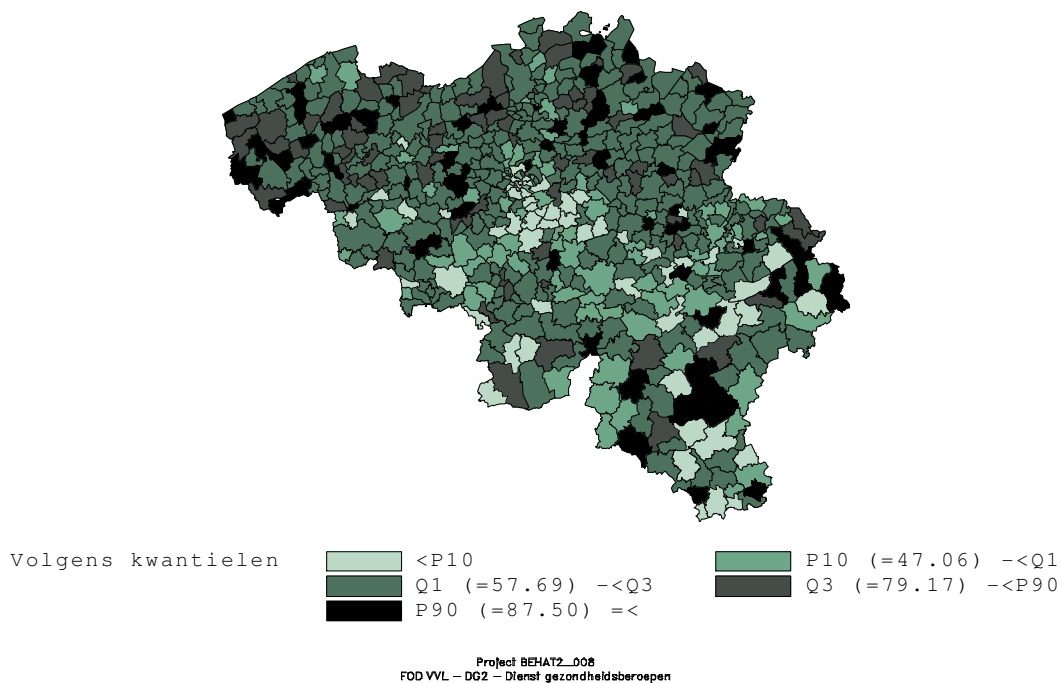 Volgens kwantielen <P10 P10 (=47.06) -<Q1
Q1 (=57.69) -<Q3 Q3 (=79.17) -<P90
P90 (=87.50) =<
Project BEHAT2_008
FOD VVL - DG2 - Dienst gezondheidsberoepen